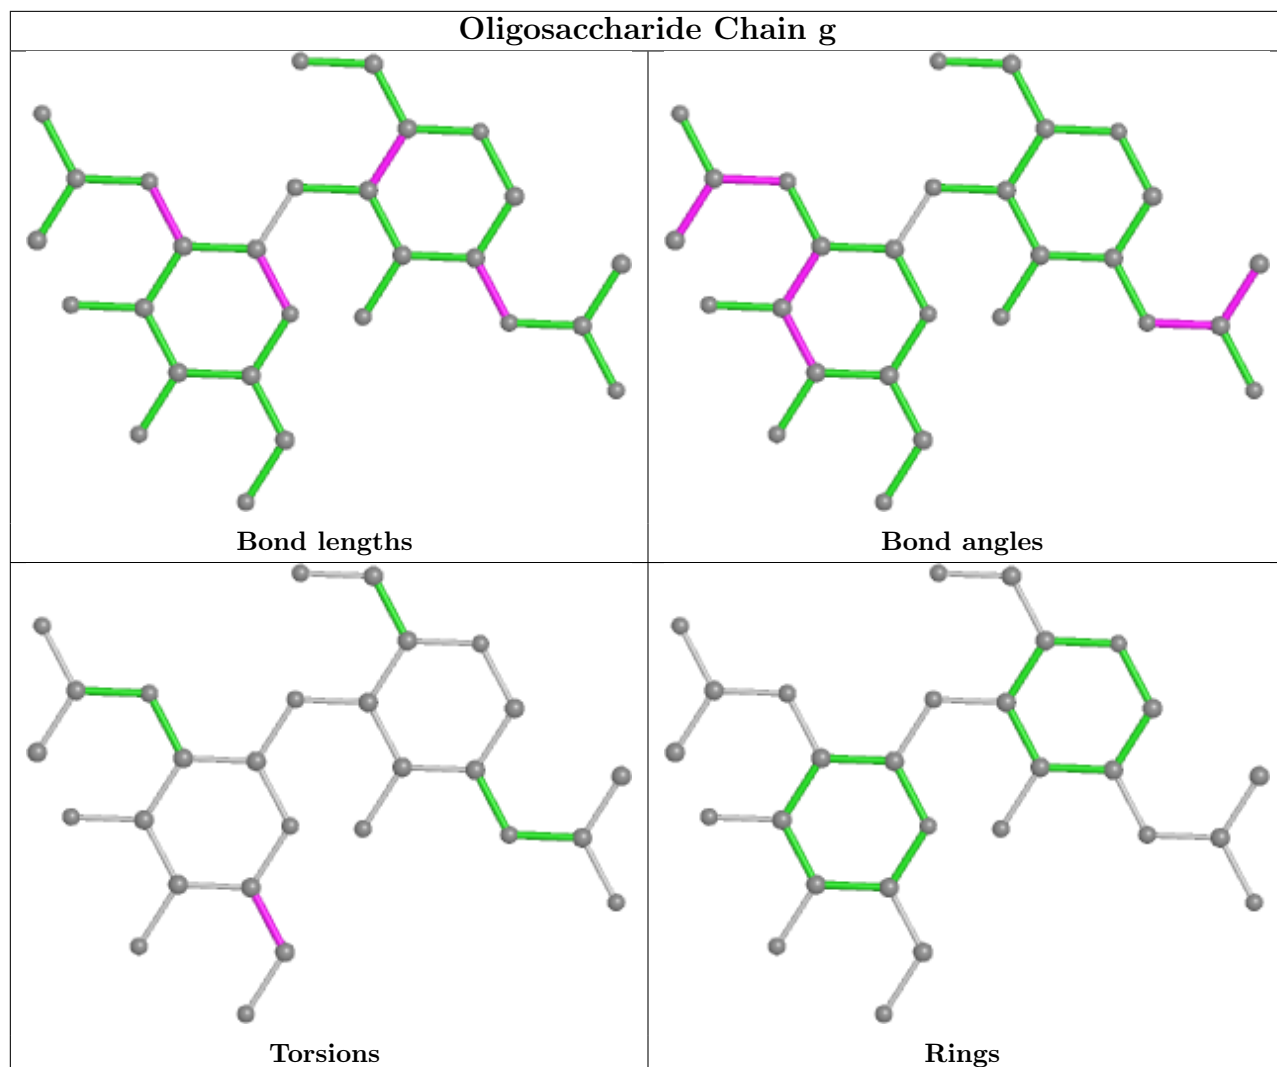 Oligosaccharide Chain g
Bond lengths
Bond angles
Torsions
Rings